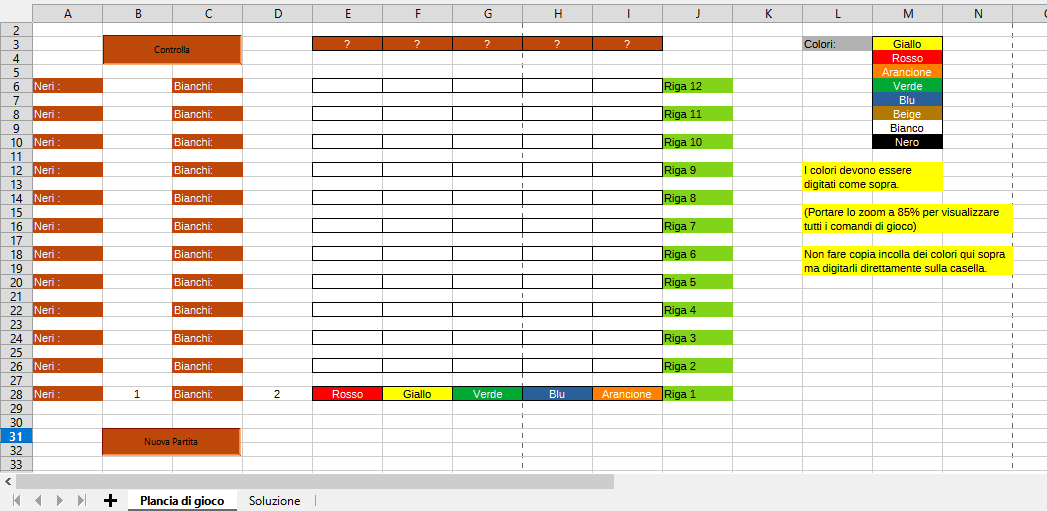 A B C D E F G H I J K L M N
2
3 Controlla ? ? ? ? ? Colori: Giallo
4 Rosso
5 Arancione
6 Neri : Bianchi: Riga 12 Verde
7 Blu
8 Neri : Bianchi: Riga 11 Beige
9 Bianco
10 Neri : Bianchi: Riga 10 Nero
11
12 Neri : Bianchi: Riga 9 I colori devono essere
13 digitati come sopra.
14 Neri : Bianchi: Riga 8
15 (Portare lo zoom a 85% per visualizzare
16 Neri : Bianchi: Riga 7 tutti i comandi di gioco)
17
18 Neri : Bianchi: Riga 6 Non fare copia incolla dei colori qui sopra
19 ma digitarli direttamente sulla casella.
20 Neri : Bianchi: Riga 5
21
22 Neri : Bianchi: Riga 4
23
24 Neri : Bianchi: Riga 3
25
26 Neri : Bianchi: Riga 2
27
28 Neri : 1 Bianchi: 2 Rosso Giallo Verde Blu Arancione Riga 1
29
30
31 Nuova Partita
32
33
Plancia di gioco Soluzione